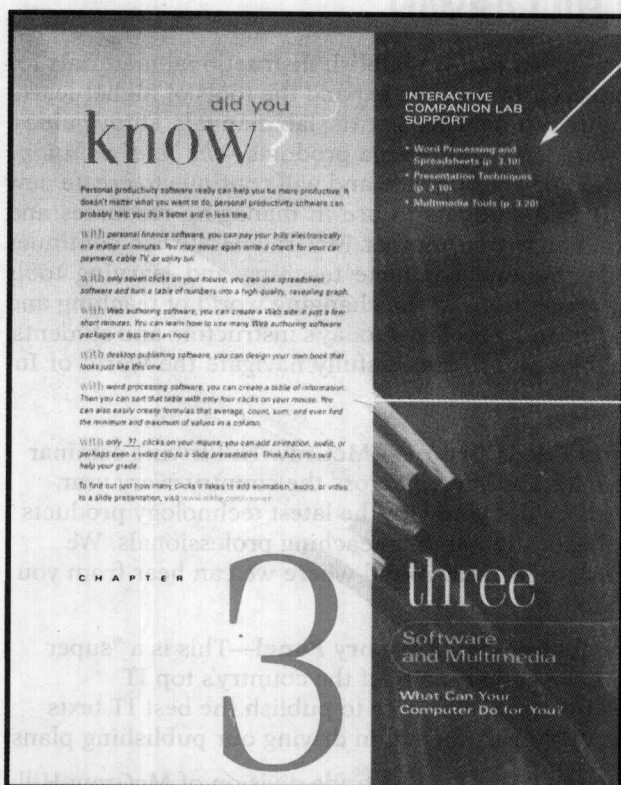 did you
know?
Personal productivity software really can help you be more productive. It
doesn't matter what you want to do, personal productivity software can
probably help you do it better and in less time.
with personal finance software, you can pay your bills electronically
in a matter of minutes. You may never again write a check for your car
payment, cable TV, or utility bill.
with only seven clicks on your mouse, you can use spreadsheet
software and turn a table of numbers into a high-quality, revealing graph.
with Web authoring software, you can create a Web site in just a few
short minutes. You can learn how to use many Web authoring software
packages in less than an hour.
with desktop publishing software, you can design your own book that
looks just like this one.
with word processing software, you can create a table of information.
Then you can sort that table with only four clicks on your mouse. You
can also easily create formulas that average, count, sum, and even find
the minimum and maximum of values in a column.
with only ?? clicks on your mouse, you can add animation, audio, or
perhaps even a video clip to a slide presentation. Think how this will
help your grade.
To find out just how many clicks it takes to add animation, audio, or video
to a slide presentation, visit
CHAPTER
3
INTERACTIVE
COMPANION LAB
SUPPORT
• Word Processing and
Spreadsheets (p. 3.10)
• Presentation Techniques
(p. 3.10)
• Multimedia Tools (p. 3.20)
three
Software
and Multimedia
What Can Your
Computer Do for You?